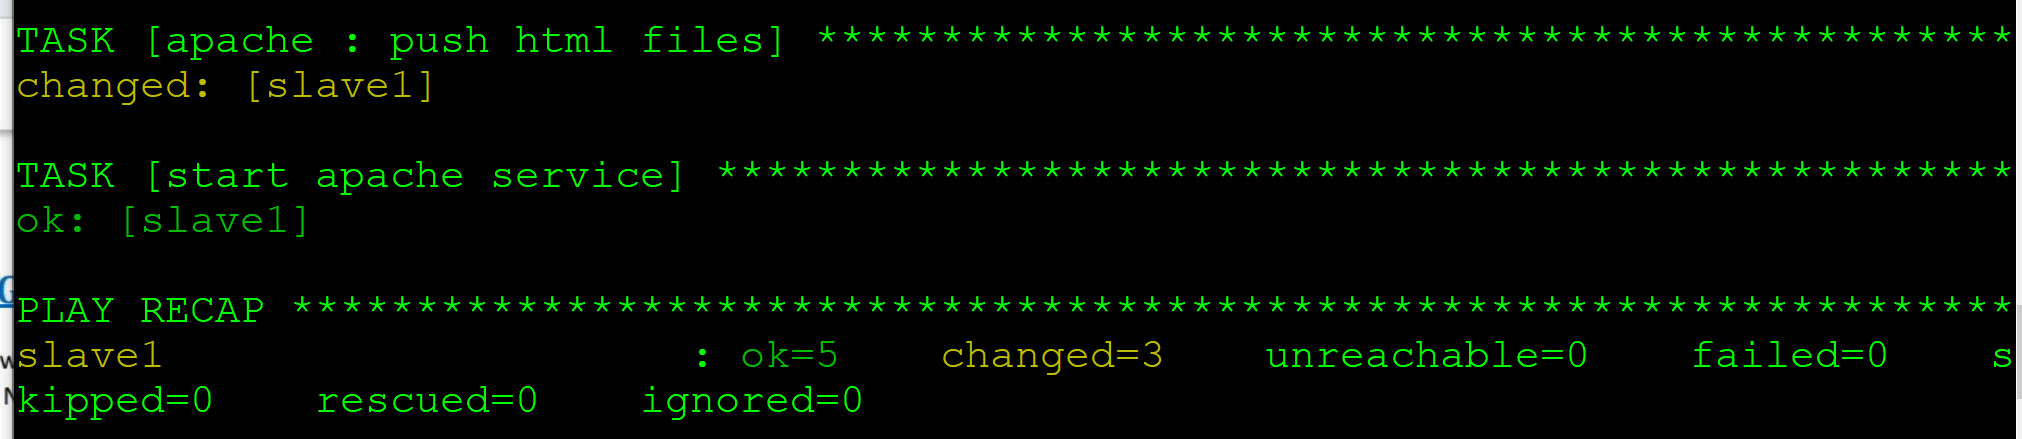 TASK [apache : push html files] ************************************************
changed: [slave1]
TASK [start apache service] ****************************************************
ok: [slave1]
PLAY RECAP *********************************************************************
slave1 : ok=5 changed=3 unreachable=0 failed=0 s
kipped=0 rescued=0 ignored=0